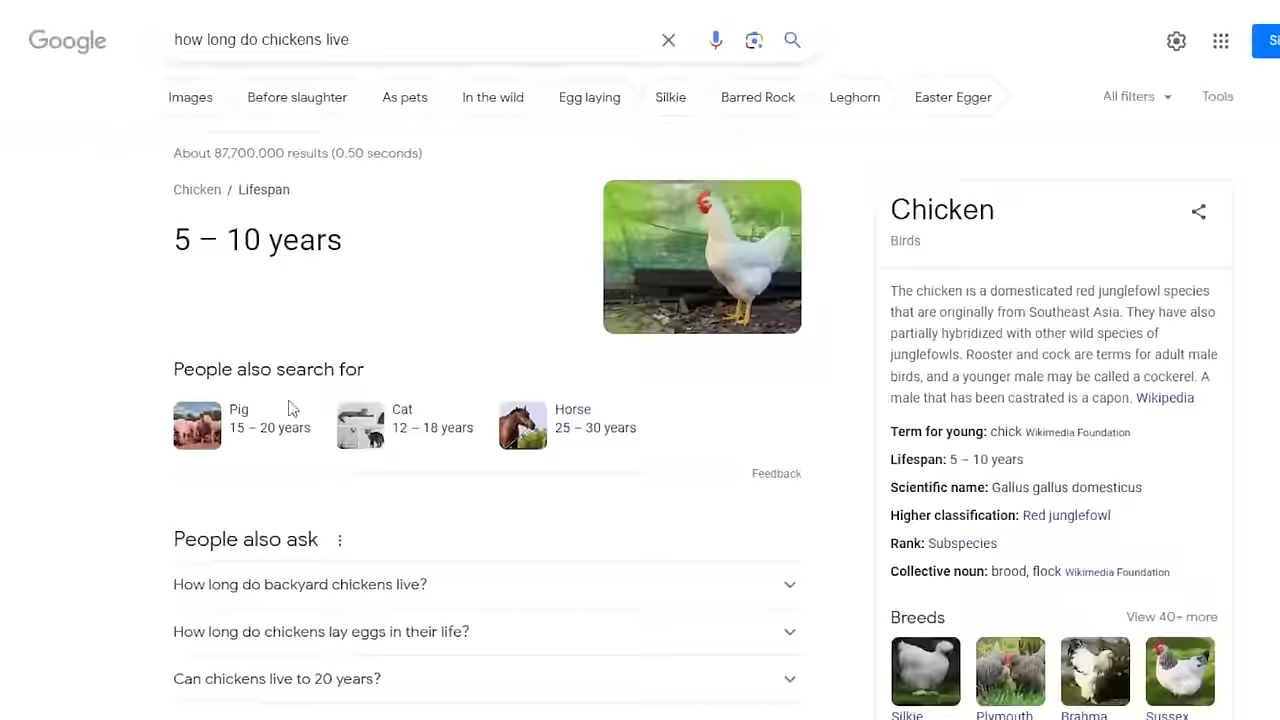 Google
how long do chickens live
Images
Before slaughter
As pets
In the wild
Egg laying
Silkie
Barred Rock
Leghorn
Easter Egger
All filters
Tools
About 87,700,000 results (0.50 seconds)
Chicken / Lifespan
5 – 10 years
People also search for
Pig
15 – 20 years
Cat
12 – 18 years
Horse
25 – 30 years
Feedback
People also ask
How long do backyard chickens live?
How long do chickens lay eggs in their life?
Can chickens live to 20 years?
Chicken
Birds
The chicken is a domesticated red junglefowl species
that are originally from Southeast Asia. They have also
partially hybridized with other wild species of
junglefowls. Rooster and cock are terms for adult male
birds, and a younger male may be called a cockerel. A
male that has been castrated is a capon. Wikipedia
Term for young: chick Wikimedia Foundation
Lifespan: 5 – 10 years
Scientific name: Gallus gallus domesticus
Higher classification: Red junglefowl
Rank: Subspecies
Collective noun: brood, flock Wikimedia Foundation
Breeds
View 40+ more
Silkie
Plymouth
Brahma
Sussex